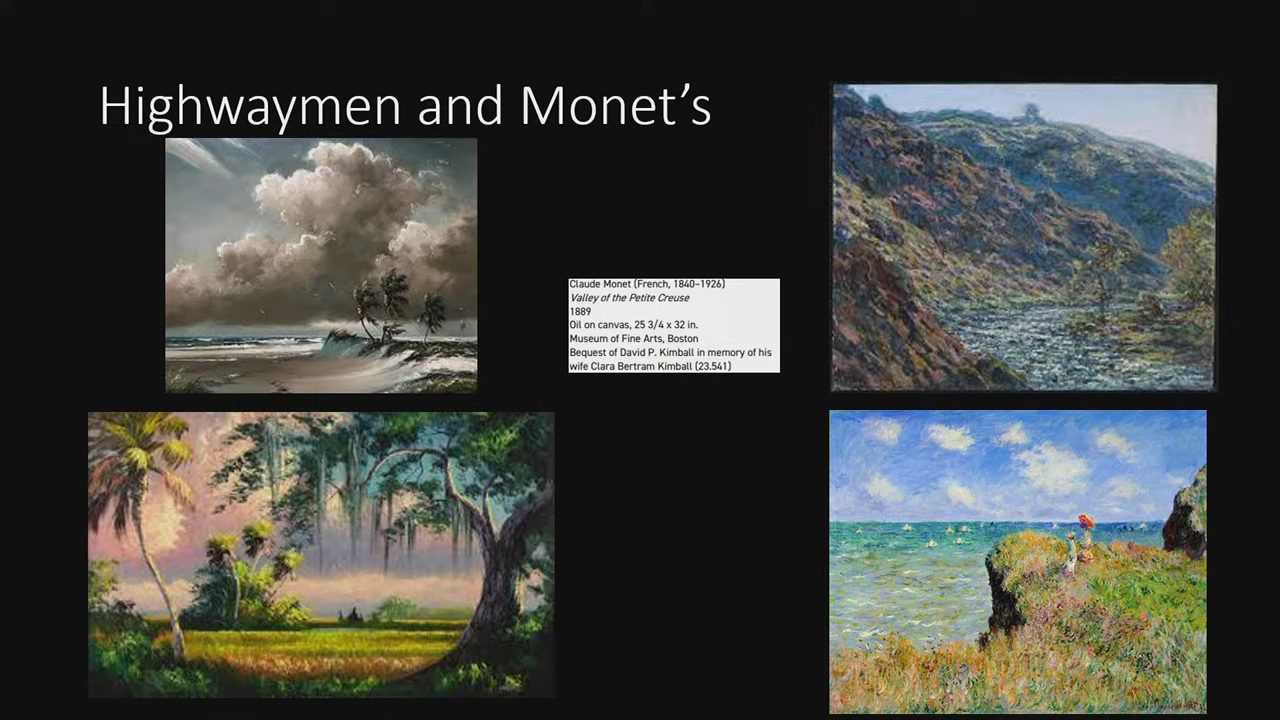 Highwaymen and Monet's
Claude Monet (French, 1840–1926)
Valley of the Petite Creuse
1889
Oil on canvas, 25 3/4 x 32 in.
Museum of Fine Arts, Boston
Bequest of David P. Kimball in memory of his
wife Clara Bertram Kimball (23.541)